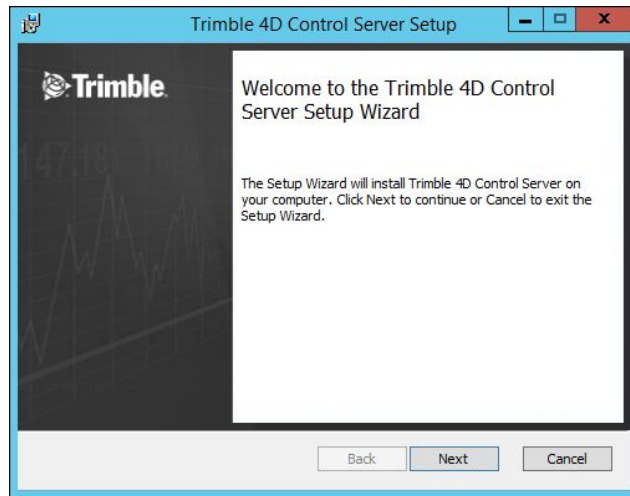 Trimble 4D Control Server Setup
Trimble
Welcome to the Trimble 4D Control
Server Setup Wizard
The Setup Wizard will install Trimble 4D Control Server on
your computer. Click Next to continue or Cancel to exit the
Setup Wizard.
Back Next Cancel